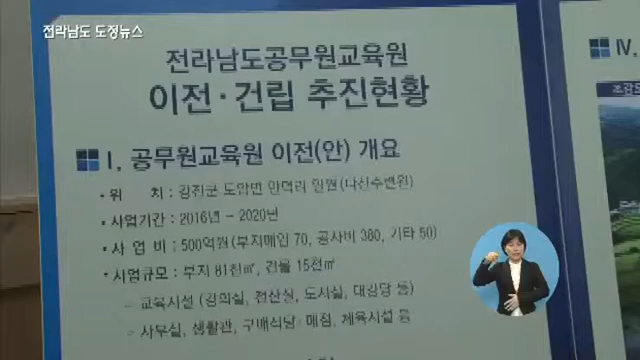 전라남도 도정뉴스
전라남도공무원교육원
이전·건립 추진현황
Ⅳ.
Ⅰ. 공무원교육원 이전(안) 개요
조감도
• 위 치 : 강진군 도암면 만덕리 일원(다산수련원)
• 사업기간 : 2016년 - 2020년
• 사 업 비 : 500억원(부지매입 70, 공사비 380, 기타 50)
• 사업규모 : 부지 81천㎡, 건물 15천㎡
- 교육시설 (강의실, 전산실, 도서실, 대강당 등)
- 사무실, 생활관, 구내식당·매점, 체육시설 등